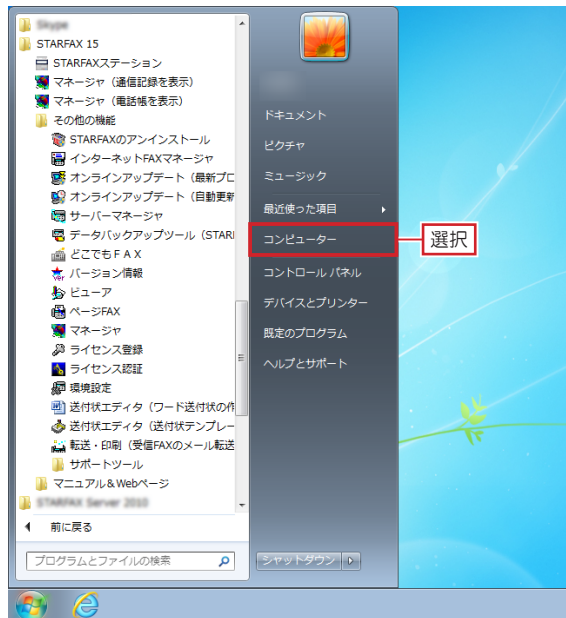 Skype
STARFAX 15
STARFAXステーション
マネージャ（通信記録を表示）
マネージャ（電話帳を表示）
その他の機能
STARFAXのアンインストール
インターネットFAXマネージャ
オンラインアップデート（最新プロ
オンラインアップデート（自動更新
サーバーマネージャ
データバックアップツール（STAR
どこでもＦＡＸ
バージョン情報
ビューア
ページFAX
マネージャ
ライセンス登録
ライセンス認証
環境設定
送付状エディタ（ワード送付状の作
送付状エディタ（送付状テンプレー
転送・印刷（受信FAXのメール転送
サポートツール
マニュアル＆Webページ
STARFAX Server 2010
前に戻る
プログラムとファイルの検索
ドキュメント
ピクチャ
ミュージック
最近使った項目
コンピューター
選択
コントロール パネル
デバイスとプリンター
既定のプログラム
ヘルプとサポート
シャットダウン